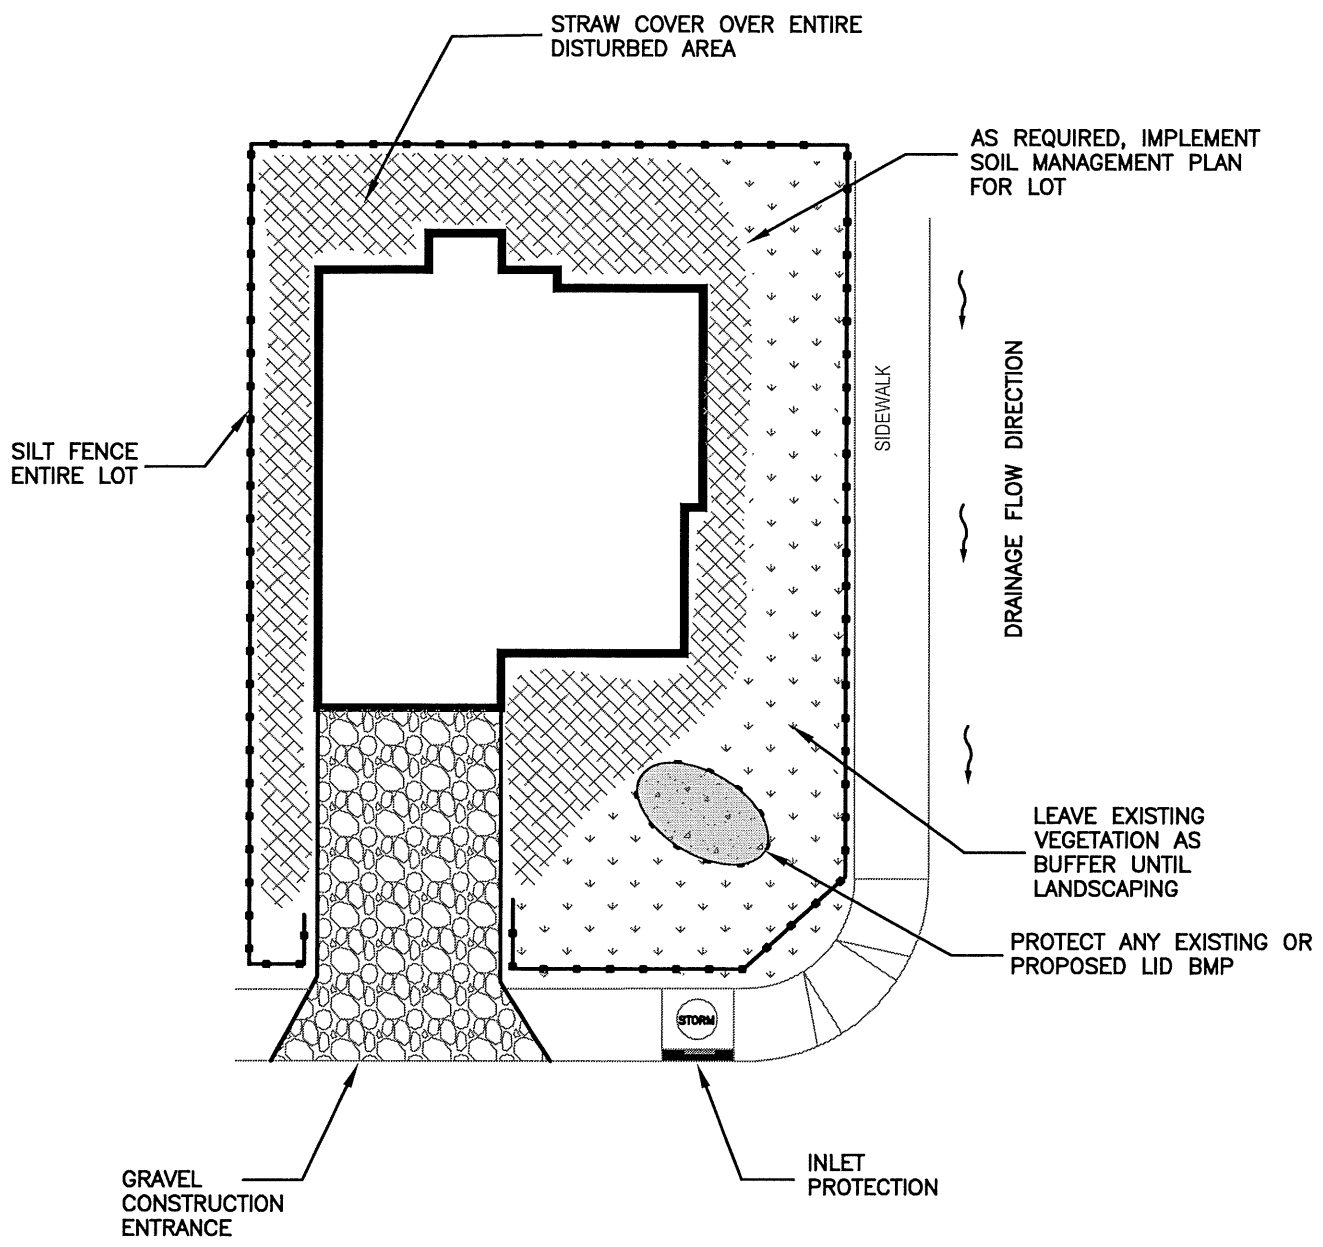 STRAW COVER OVER ENTIRE
DISTURBED AREA
AS REQUIRED, IMPLEMENT
SOIL MANAGEMENT PLAN
FOR LOT
SIDEWALK
DRAINAGE FLOW DIRECTION
SILT FENCE
ENTIRE LOT
LEAVE EXISTING
VEGETATION AS
BUFFER UNTIL
LANDSCAPING
PROTECT ANY EXISTING OR
PROPOSED LID BMP
STORM
GRAVEL
CONSTRUCTION
ENTRANCE
INLET
PROTECTION